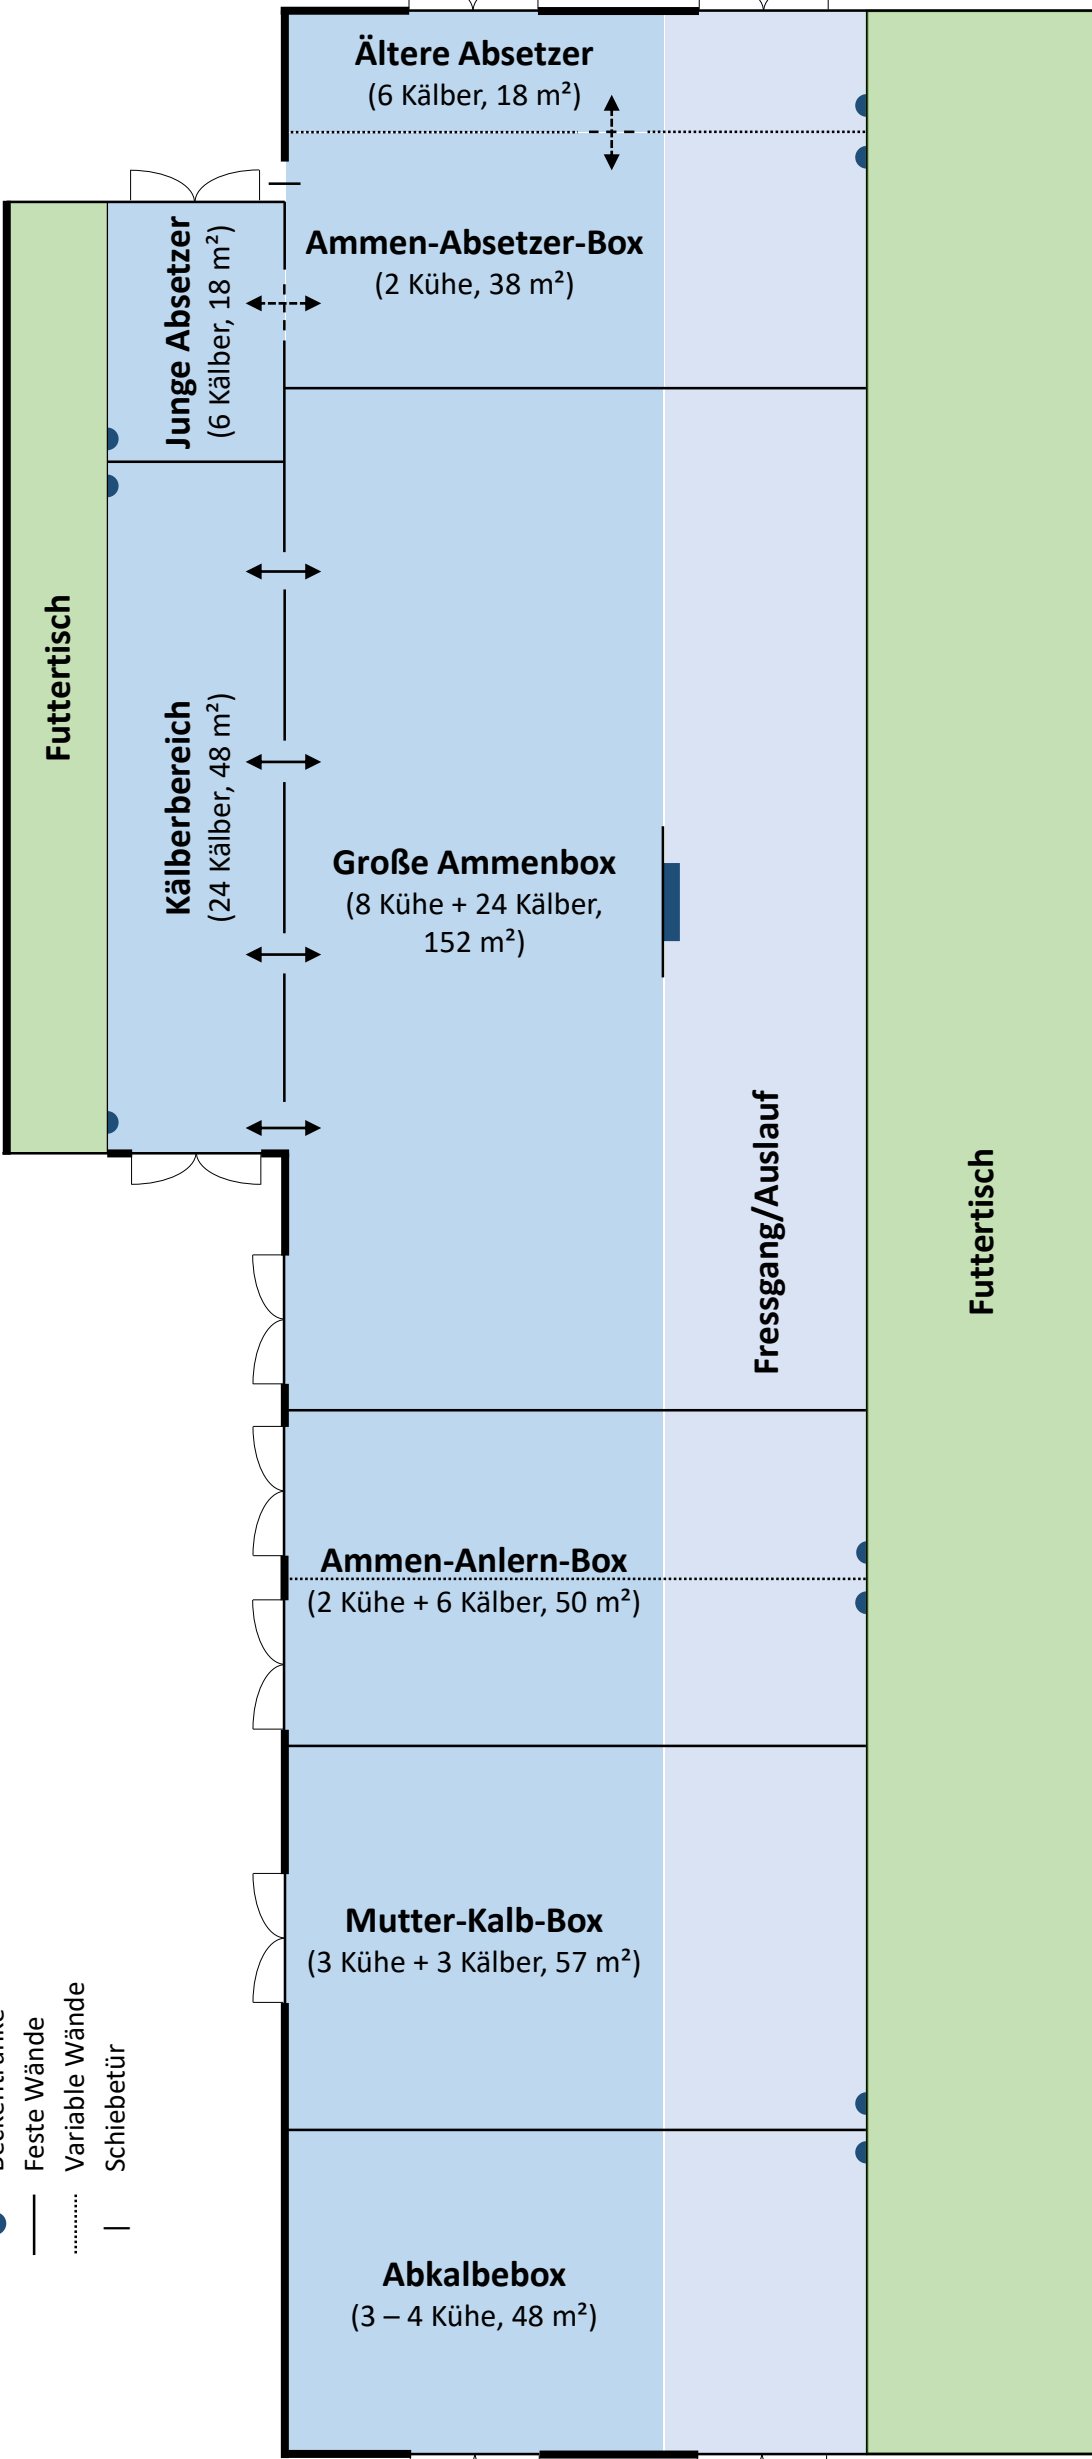 Ältere Absetzer
(6 Kälber, 18 m²)
Ammen-Absetzer-Box
(2 Kühe, 38 m²)
Junge Absetzer
(6 Kälber, 18 m²)
Futtertisch
Kälberbereich
(24 Kälber, 48 m²)
Große Ammenbox
(8 Kühe + 24 Kälber,
152 m²)
Fressgang/Auslauf
Futtertisch
Ammen-Anlern-Box
(2 Kühe + 6 Kälber, 50 m²)
Mutter-Kalb-Box
(3 Kühe + 3 Kälber, 57 m²)
Abkalbebox
(3 – 4 Kühe, 48 m²)
Feste Wände
Variable Wände
Schiebetür